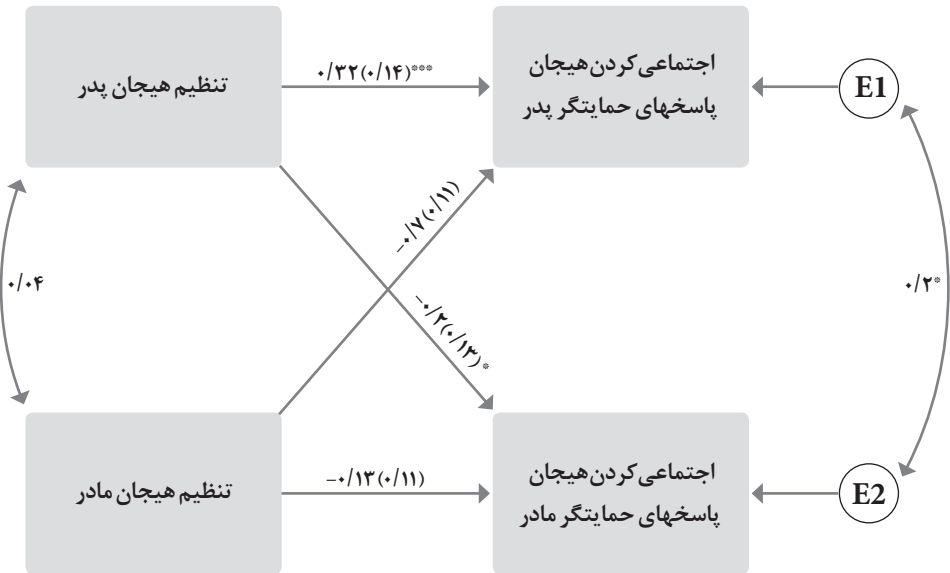 تنظیم هیجان پدر
۰/۳۲(۰/۱۴)***
اجتماعی کردن هیجان
پاسخهای حمایتگر پدر
E1
-۰/۷(۰/۱۱)
۰/۰۴
-۰/۲(۰/۱۳)*
۰/۲*
تنظیم هیجان مادر
-۰/۱۳(۰/۱۱)
اجتماعی کردن هیجان
پاسخهای حمایتگر مادر
E2